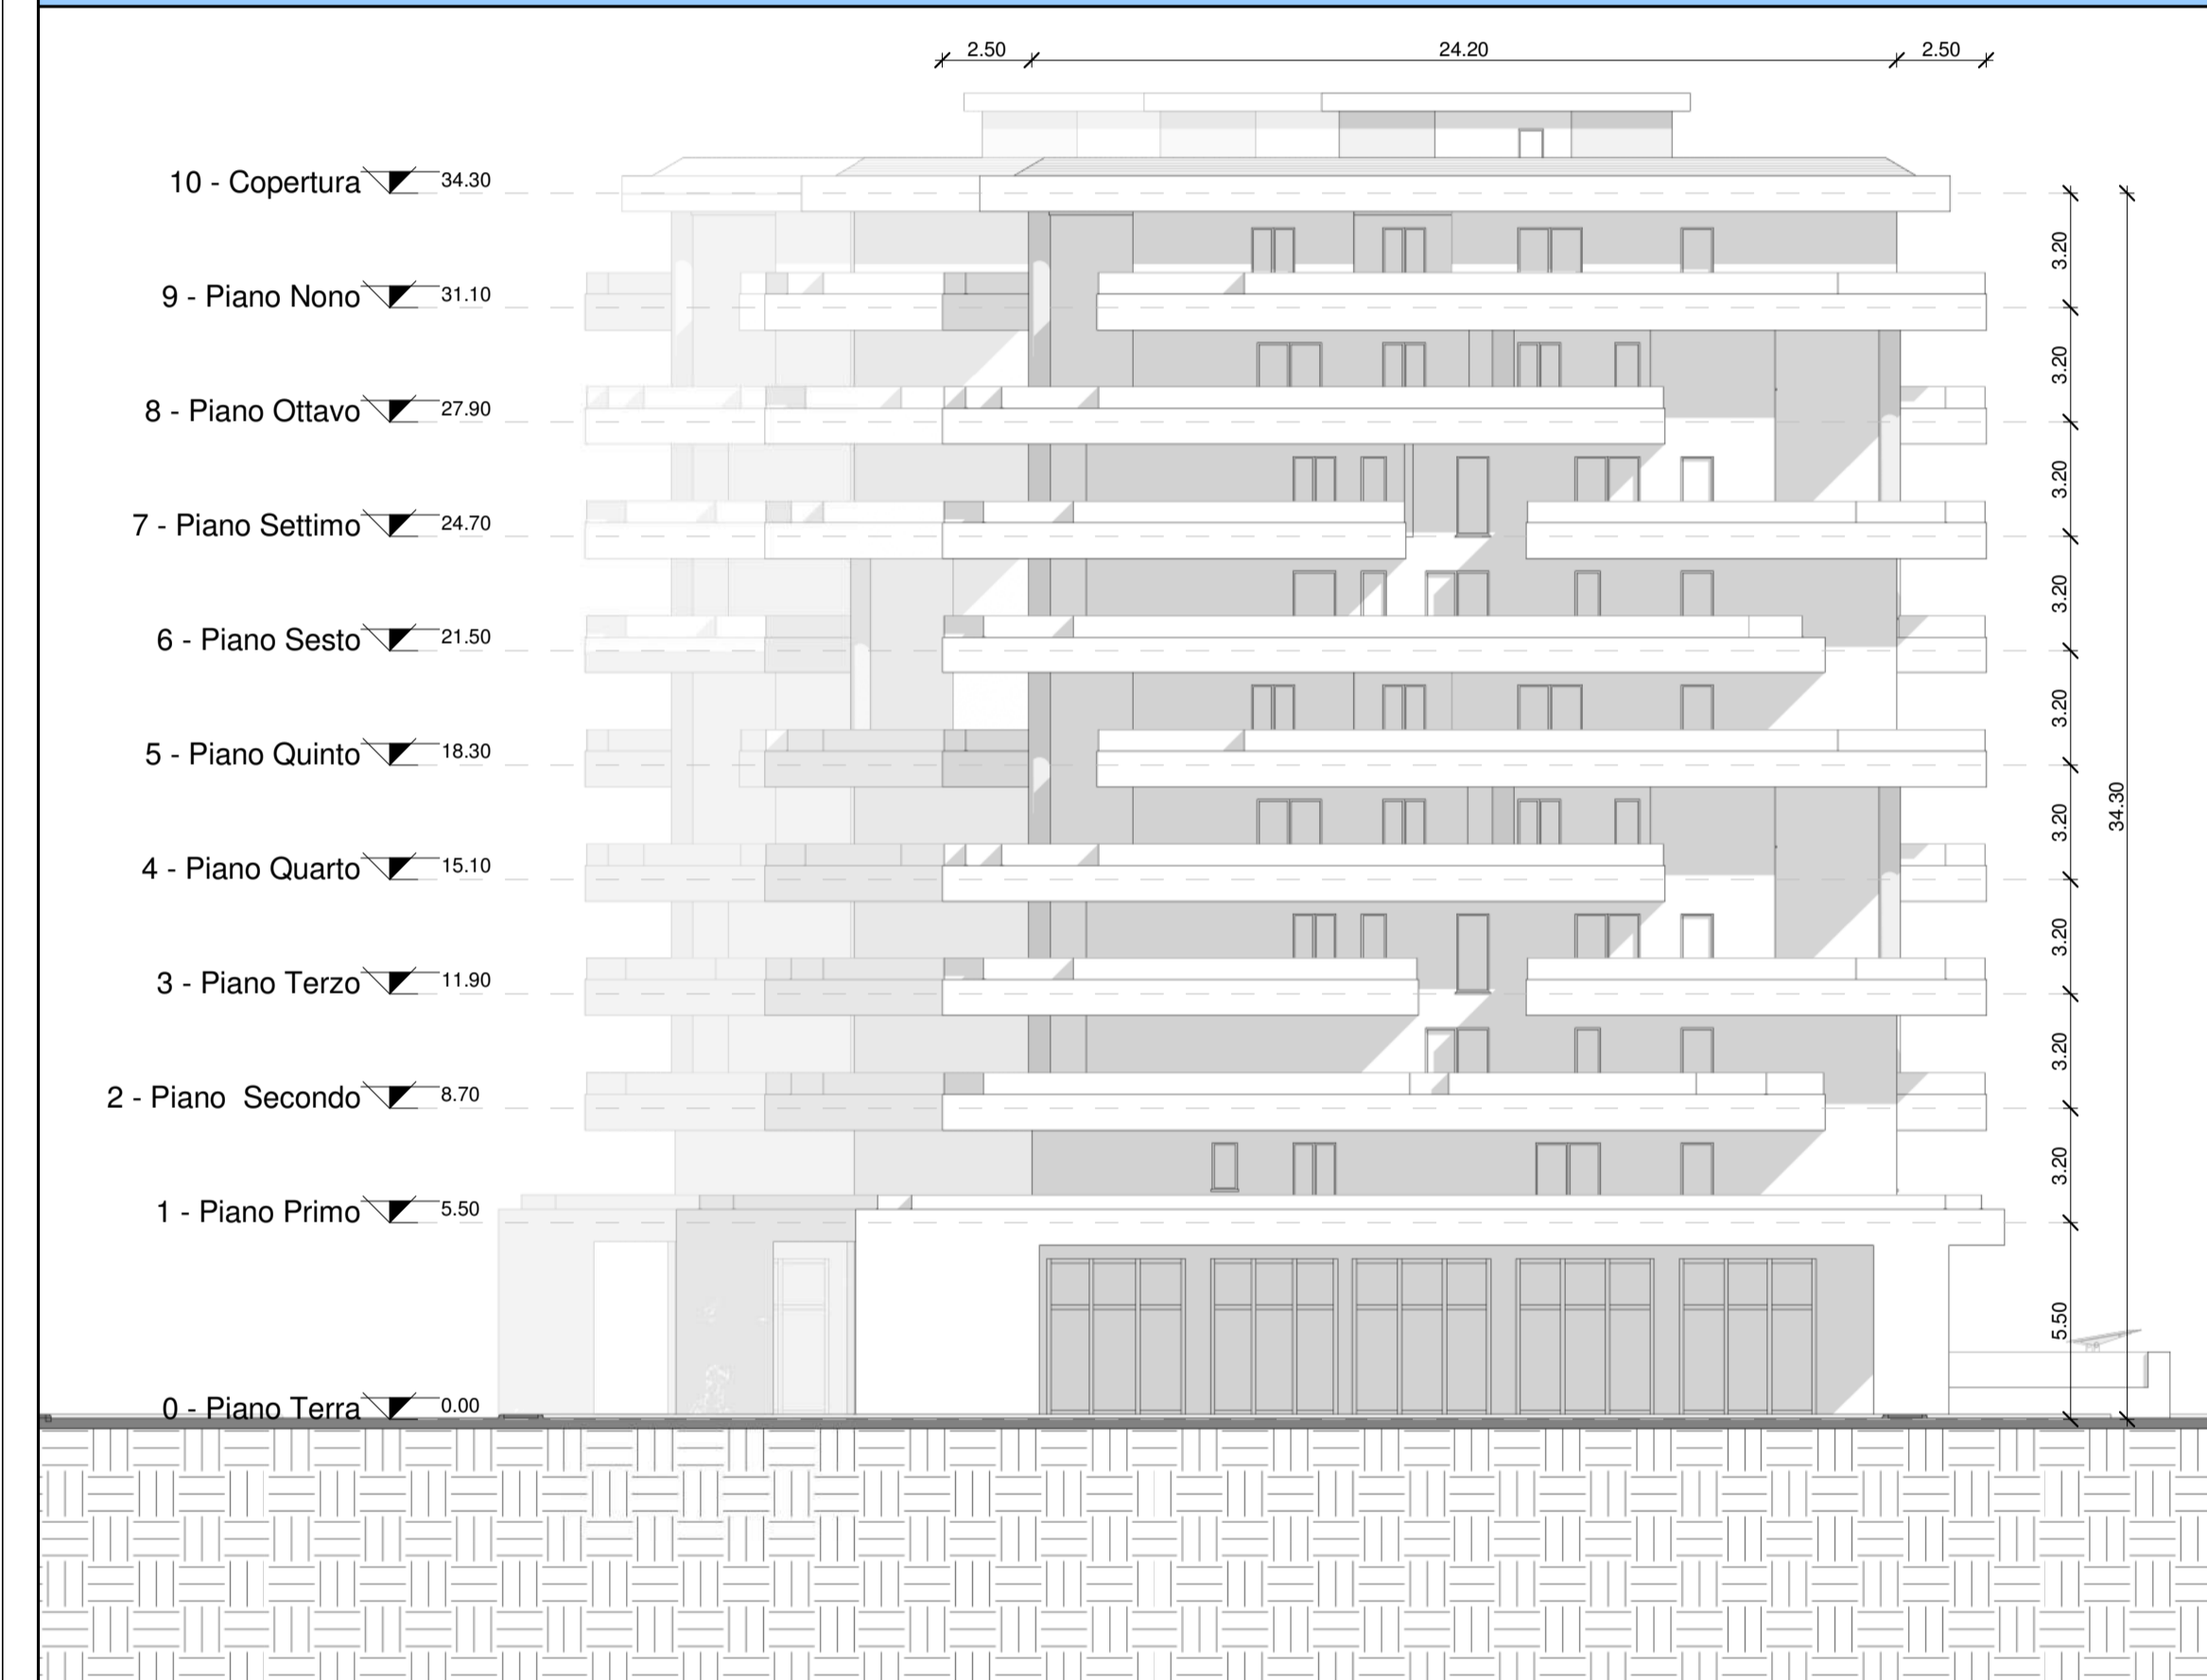 2.50 24.20 2.50
10 - Copertura 34.30
3.20
9 - Piano Nono 31.10
3.20
8 - Piano Ottavo 27.90
3.20
7 - Piano Settimo 24.70
3.20
6 - Piano Sesto 21.50
3.20
5 - Piano Quinto 18.30
34.30
3.20
4 - Piano Quarto 15.10
3.20
3 - Piano Terzo 11.90
3.20
2 - Piano  Secondo 8.70
3.20
1 - Piano Primo 5.50
5.50
0 - Piano Terra 0.00